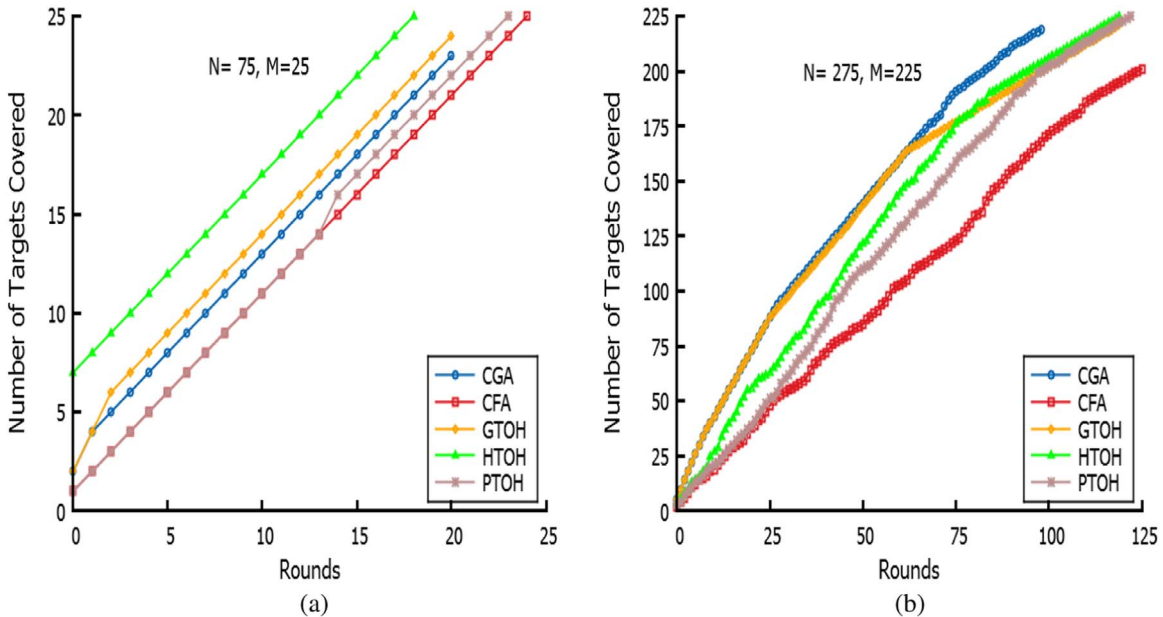 25
20
15
10
5
0
Number of Targets Covered
N= 75, M=25
CGA
CFA
GTOH
HTOH
PTOH
0 5 10 15 20 25
Rounds
(a)
225
200
175
150
125
100
75
50
25
0
Number of Targets Covered
N= 275, M=225
CGA
CFA
GTOH
HTOH
PTOH
0 25 50 75 100 125
Rounds
(b)